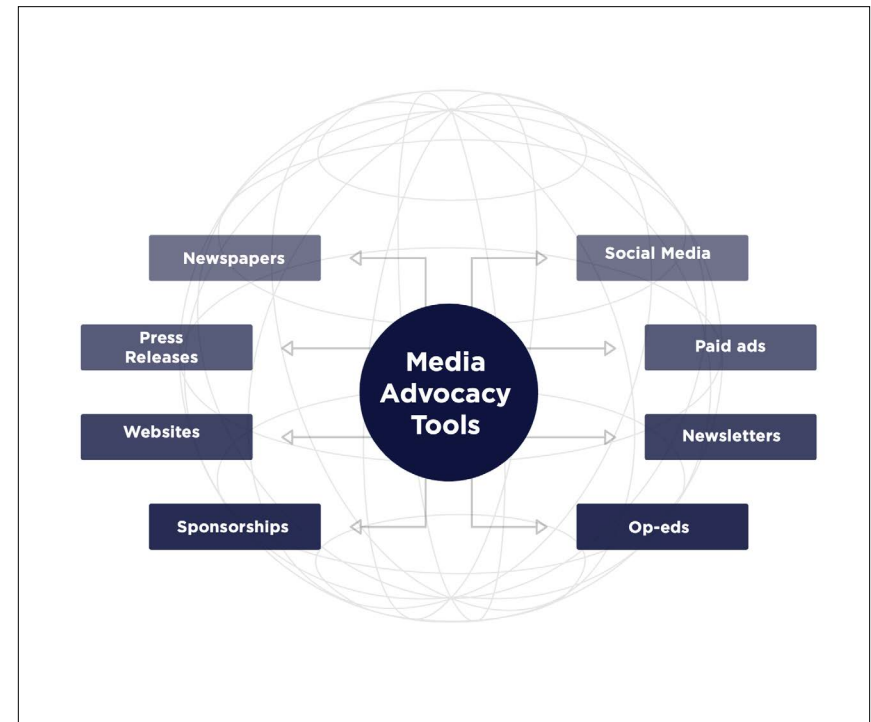 Newspapers
Social Media
Press
Releases
Paid ads
Media
Advocacy
Tools
Websites
Newsletters
Sponsorships
Op-eds